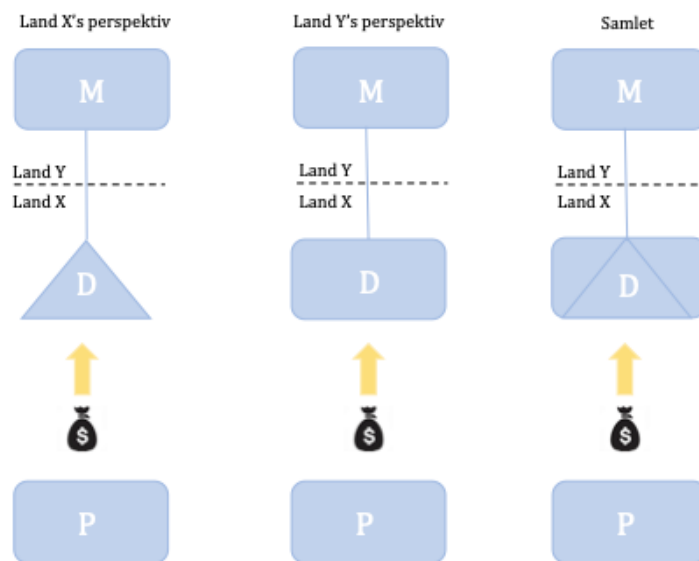 Land X's perspektiv
M
Land Y
Land X
D
$
P
Land Y's perspektiv
M
Land Y
Land X
D
$
P
Samlet
M
Land Y
Land X
D
$
P